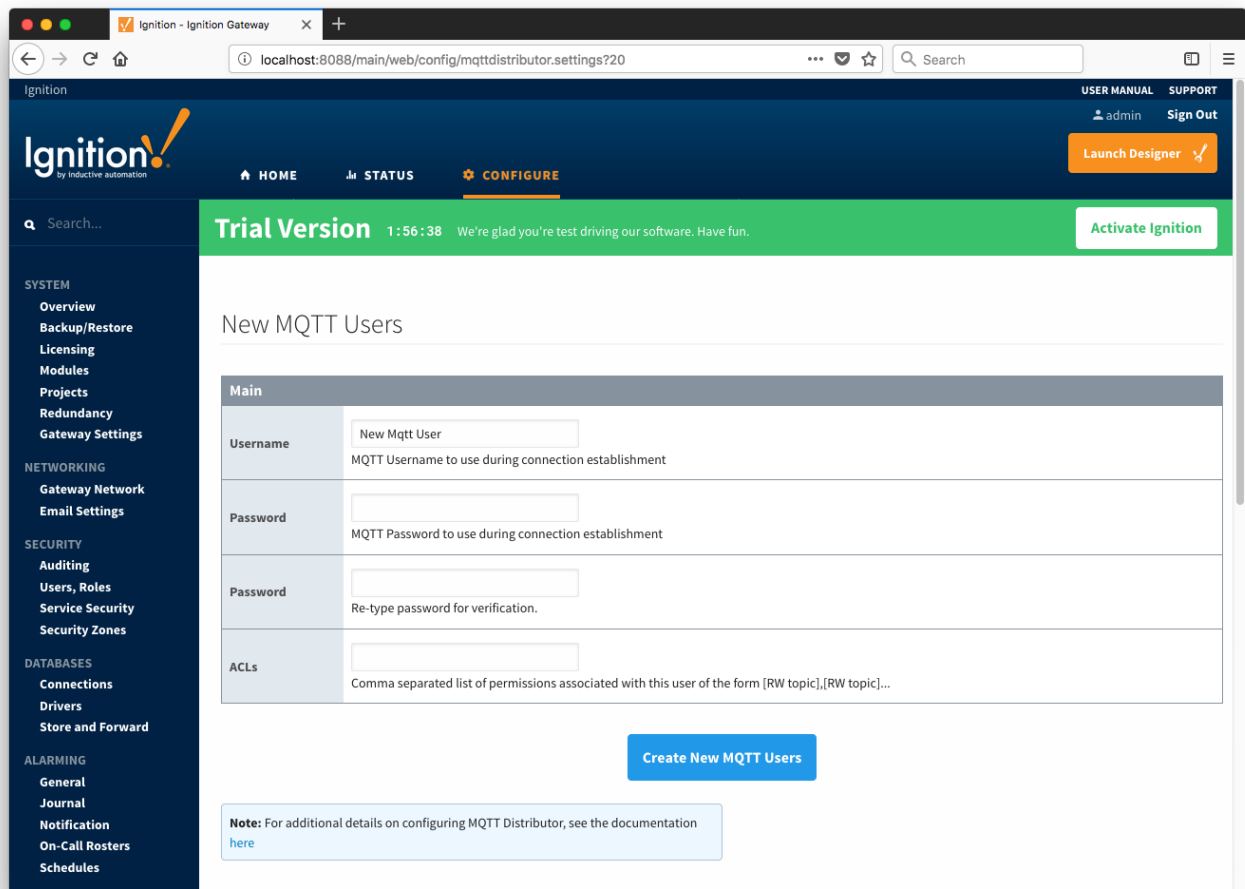 Ignition - Ignition Gateway
localhost:8088/main/web/config/mqttdistributor.settings?20
Search
Ignition
USER MANUAL SUPPORT
admin Sign Out
Ignition!
by inductive automation
Launch Designer
HOME STATUS CONFIGURE
Search...
Trial Version 1:56:38 We're glad you're test driving our software. Have fun.
Activate Ignition
SYSTEM
Overview
Backup/Restore
Licensing
Modules
Projects
Redundancy
Gateway Settings
NETWORKING
Gateway Network
Email Settings
SECURITY
Auditing
Users, Roles
Service Security
Security Zones
DATABASES
Connections
Drivers
Store and Forward
ALARMING
General
Journal
Notification
On-Call Rosters
Schedules
New MQTT Users
Main
Username
New Mqtt User
MQTT Username to use during connection establishment
Password
MQTT Password to use during connection establishment
Password
Re-type password for verification.
ACLs
Comma separated list of permissions associated with this user of the form [RW topic],[RW topic]...
Create New MQTT Users
Note: For additional details on configuring MQTT Distributor, see the documentation
here